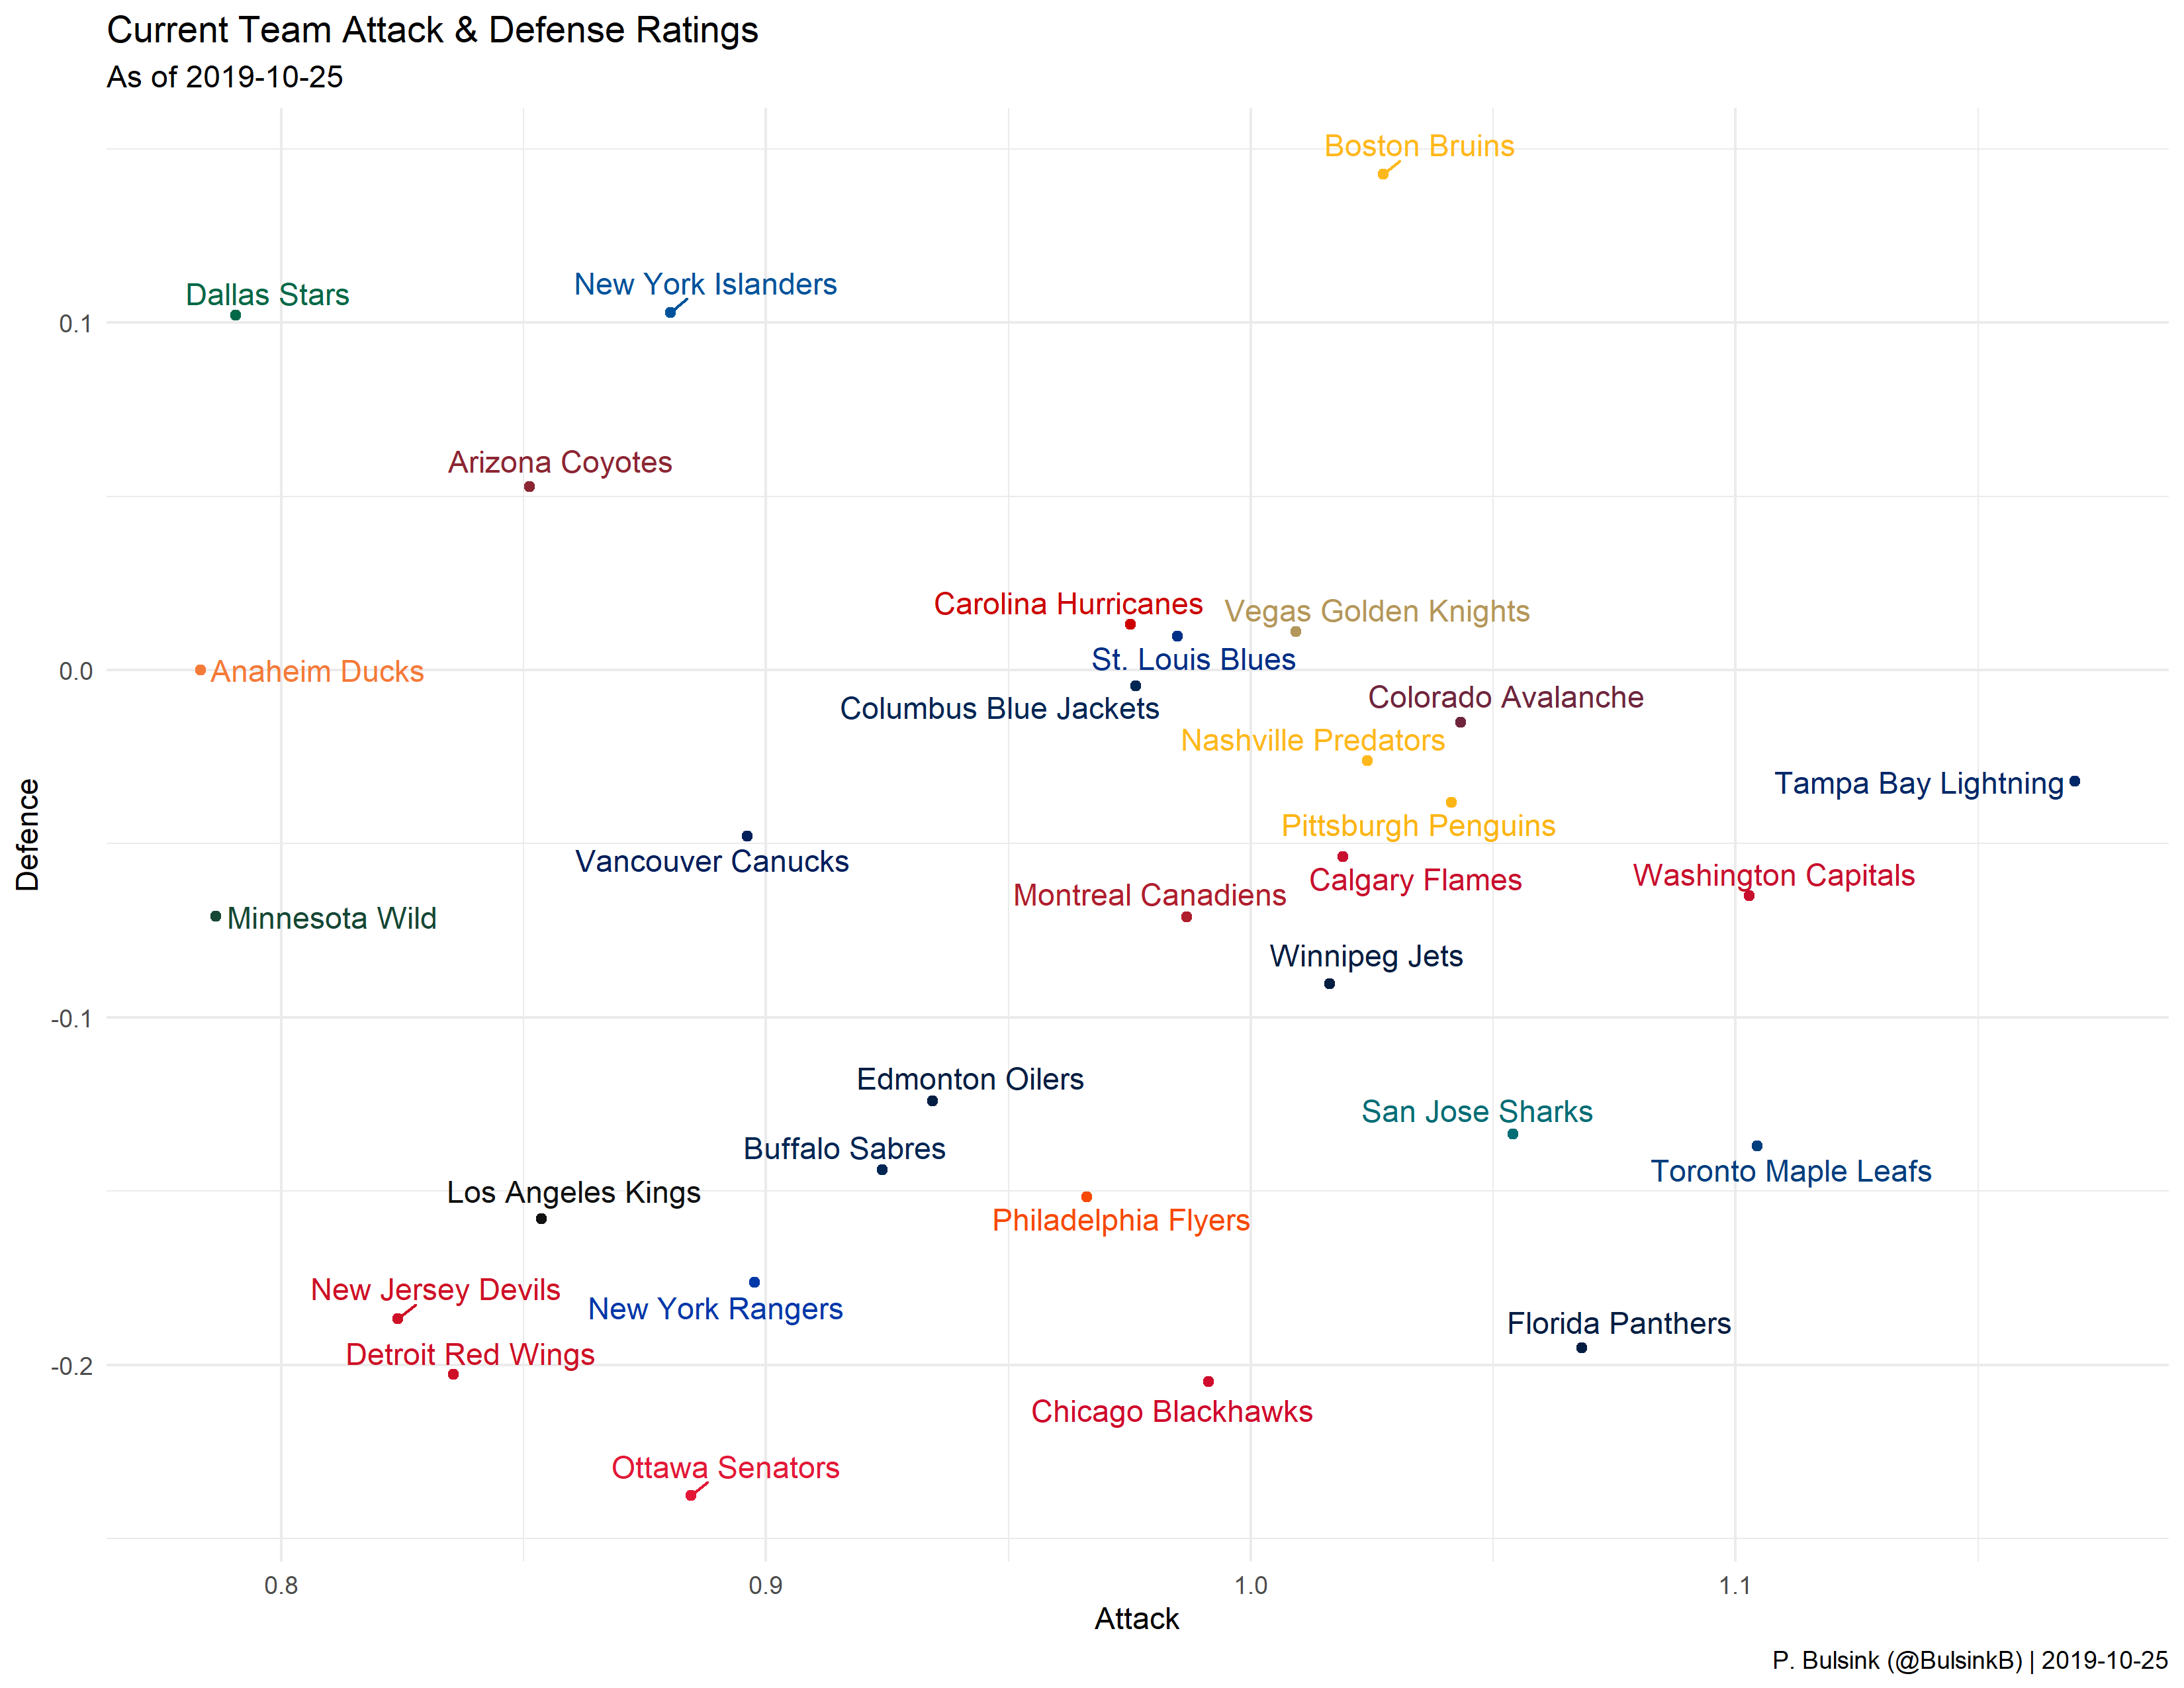 Current Team Attack & Defense Ratings
As of 2019-10-25
Boston Bruins
New York Islanders
Dallas Stars
0.1
Arizona Coyotes
Carolina Hurricanes
Vegas Golden Knights
St. Louis Blues
0.0
Anaheim Ducks
Colorado Avalanche
Columbus Blue Jackets
Nashville Predators
Tampa Bay Lightning
Pittsburgh Penguins
Defence
Vancouver Canucks
Washington Capitals
Calgary Flames
Montreal Canadiens
Minnesota Wild
Winnipeg Jets
-0.1
Edmonton Oilers
San Jose Sharks
Buffalo Sabres
Toronto Maple Leafs
Los Angeles Kings
Philadelphia Flyers
New Jersey Devils
New York Rangers
Florida Panthers
Detroit Red Wings
-0.2
Chicago Blackhawks
Ottawa Senators
0.8 0.9 1.0 1.1
Attack
P. Bulsink (@BulsinkB) | 2019-10-25